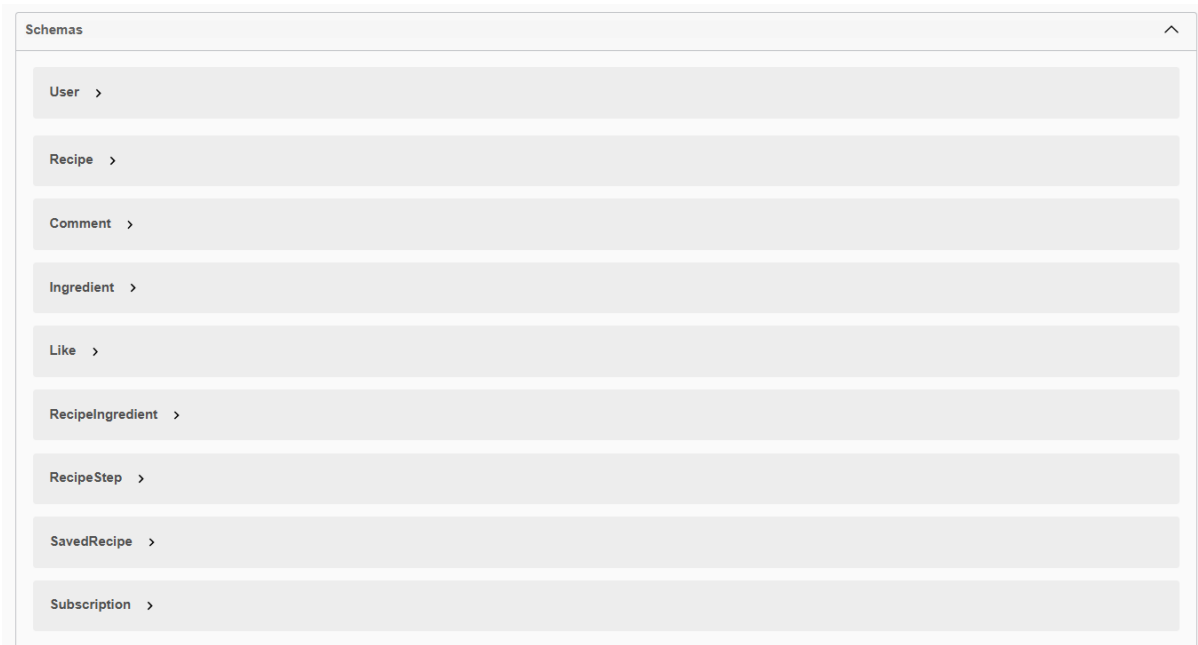 Schemas
User
Recipe
Comment
Ingredient
Like
RecipeIngredient
RecipeStep
SavedRecipe
Subscription